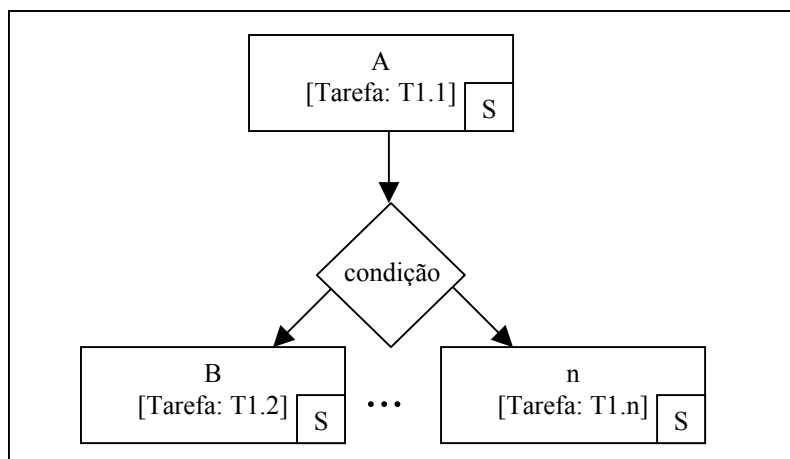 A
[Tarefa: T1.1]
S
condição
B
[Tarefa: T1.2]
S
...
n
[Tarefa: T1.n]
S